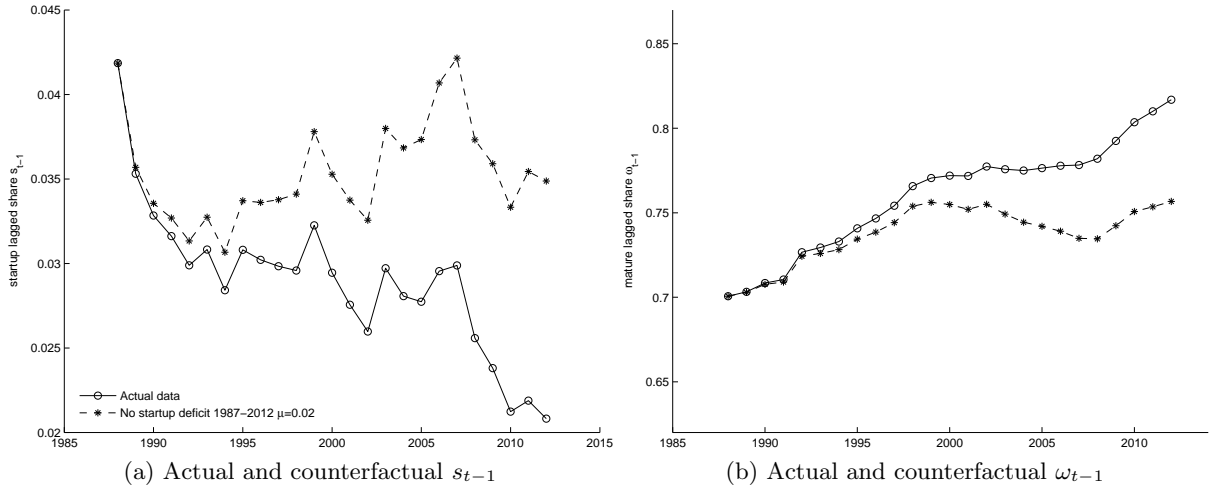 0.045
0.04
0.035
0.03
0.025
0.02
startup lagged share s_{t−1}
1985 1990 1995 2000 2005 2010 2015
Actual data
No startup deficit 1987−2012 μ=0.02
(a) Actual and counterfactual s_{t−1}
0.85
0.8
0.75
0.7
0.65
mature lagged share ω_{t−1}
1985 1990 1995 2000 2005 2010
(b) Actual and counterfactual ω_{t−1}